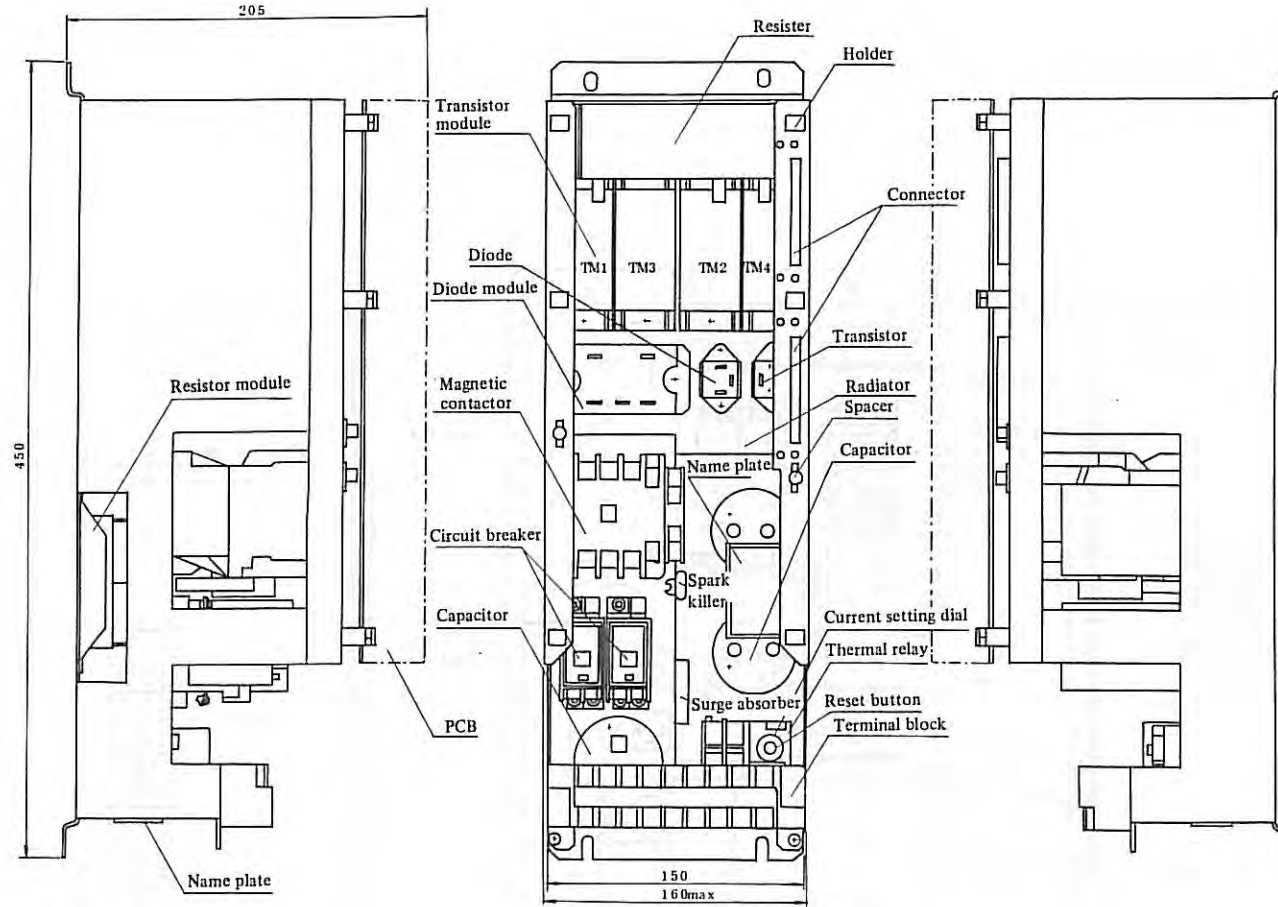 205
Resister
Holder
Transistor
module
Connector
Diode
TM1
TM3
TM2
TM4
Diode module
Transistor
Resistor module
Magnetic
contactor
Radiator
Spacer
450
Name plate
Capacitor
Circuit breaker
Spark
killer
Capacitor
Current setting dial
Thermal relay
Surge absorber
Reset button
PCB
Terminal block
Name plate
150
160max